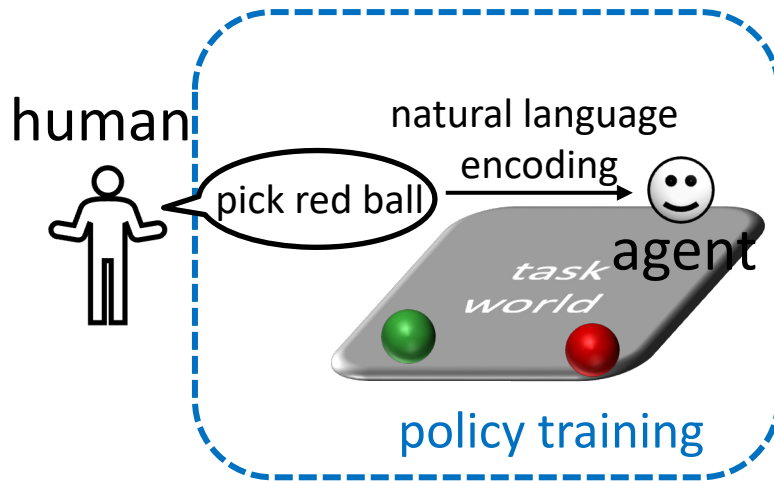 human
natural language
encoding
pick red ball
agent
task
world
policy training